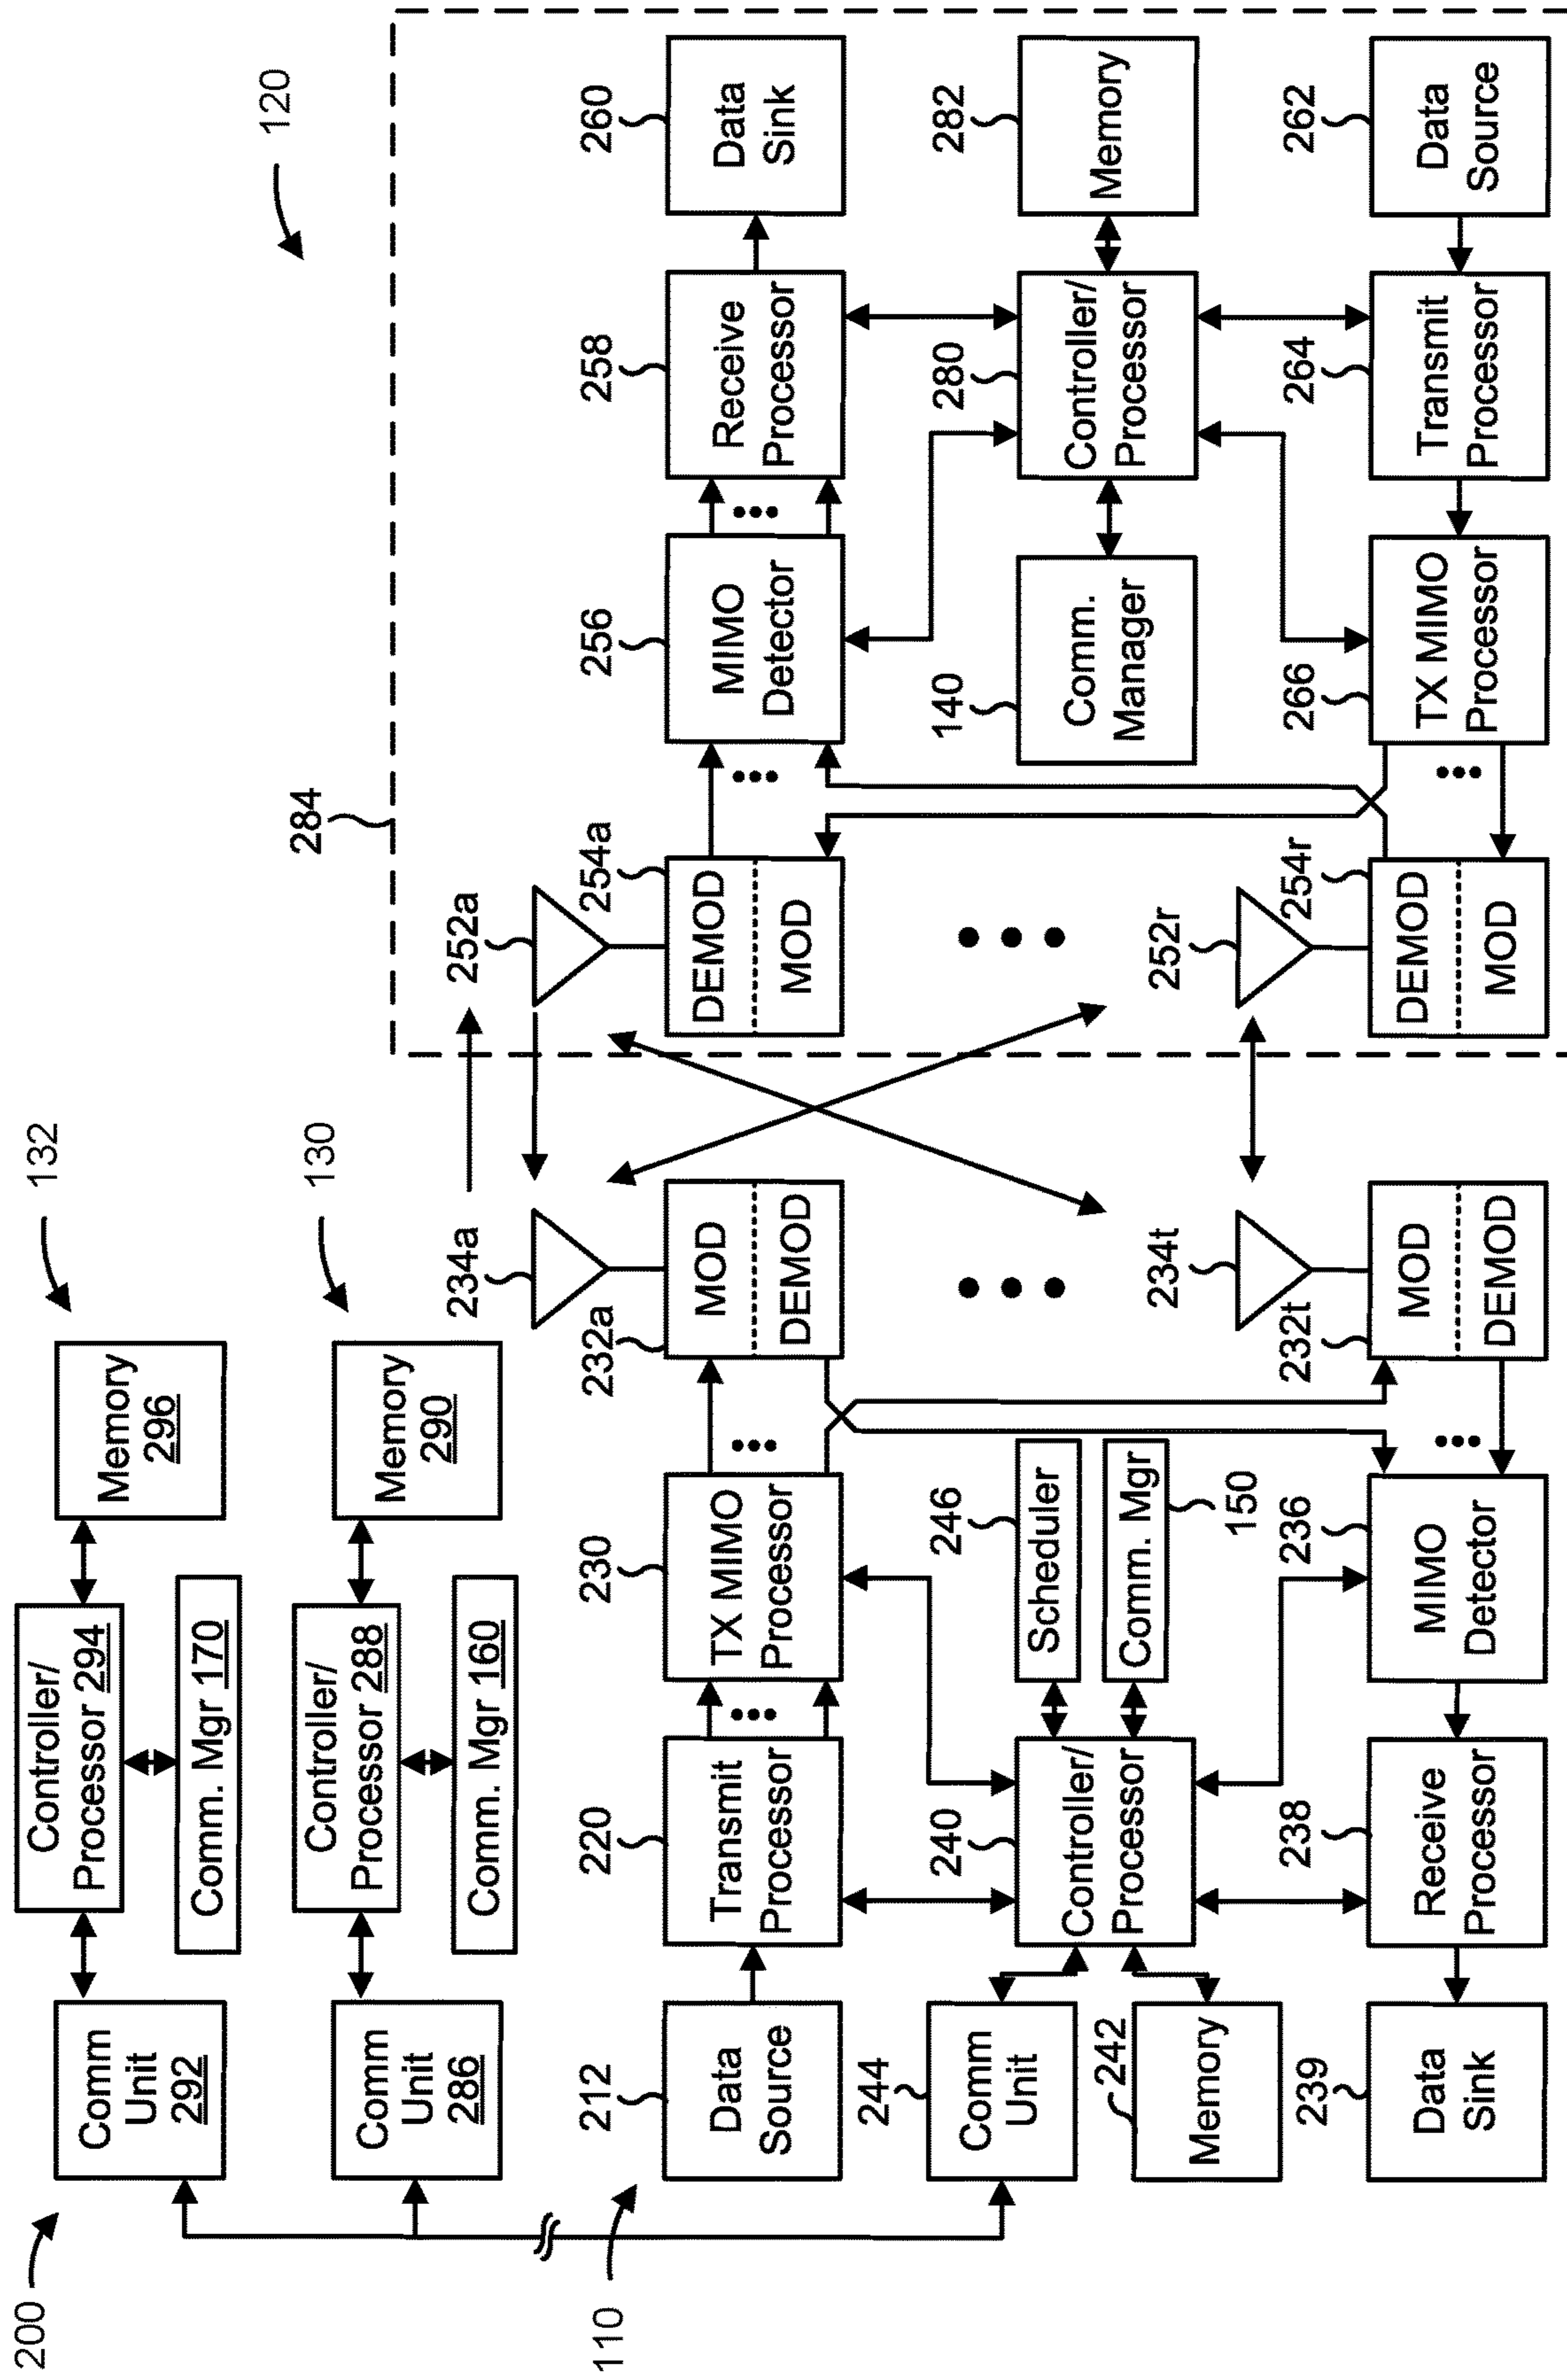 200
132
Comm
Unit
292
Controller/
Processor 294
Comm. Mgr 170
Memory
296
130
Comm
Unit
286
Controller/
Processor 288
Comm. Mgr 160
Memory
290
120
110
284
212
Data
Source
220
Transmit
Processor
230
TX MIMO
Processor
232a
MOD
DEMOD
234a
252a
254a
DEMOD
MOD
256
MIMO
Detector
258
Receive
Processor
260
Data
Sink
244
Comm
Unit
242
Memory
240
Controller/
Processor
246
Scheduler
Comm. Mgr
150
140
Comm.
Manager
280
Controller/
Processor
282
Memory
239
Data
Sink
238
Receive
Processor
236
MIMO
Detector
232t
MOD
DEMOD
234t
252r
254r
DEMOD
MOD
266
TX MIMO
Processor
264
Transmit
Processor
262
Data
Source